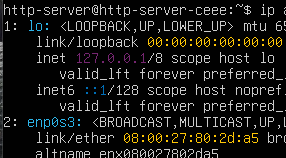 http-server@http-server-ceee:~$ ip a
1: lo: <LOOPBACK,UP,LOWER_UP> mtu 65
link/loopback 00:00:00:00:00:00
inet 127.0.0.1/8 scope host lo
valid_lft forever preferred_
inet6 ::1/128 scope host nopref
valid_lft forever preferred_
2: enp0s3: <BROADCAST,MULTICAST,UP,L
link/ether 08:00:27:80:2d:a5 br
altname enx080027802da5